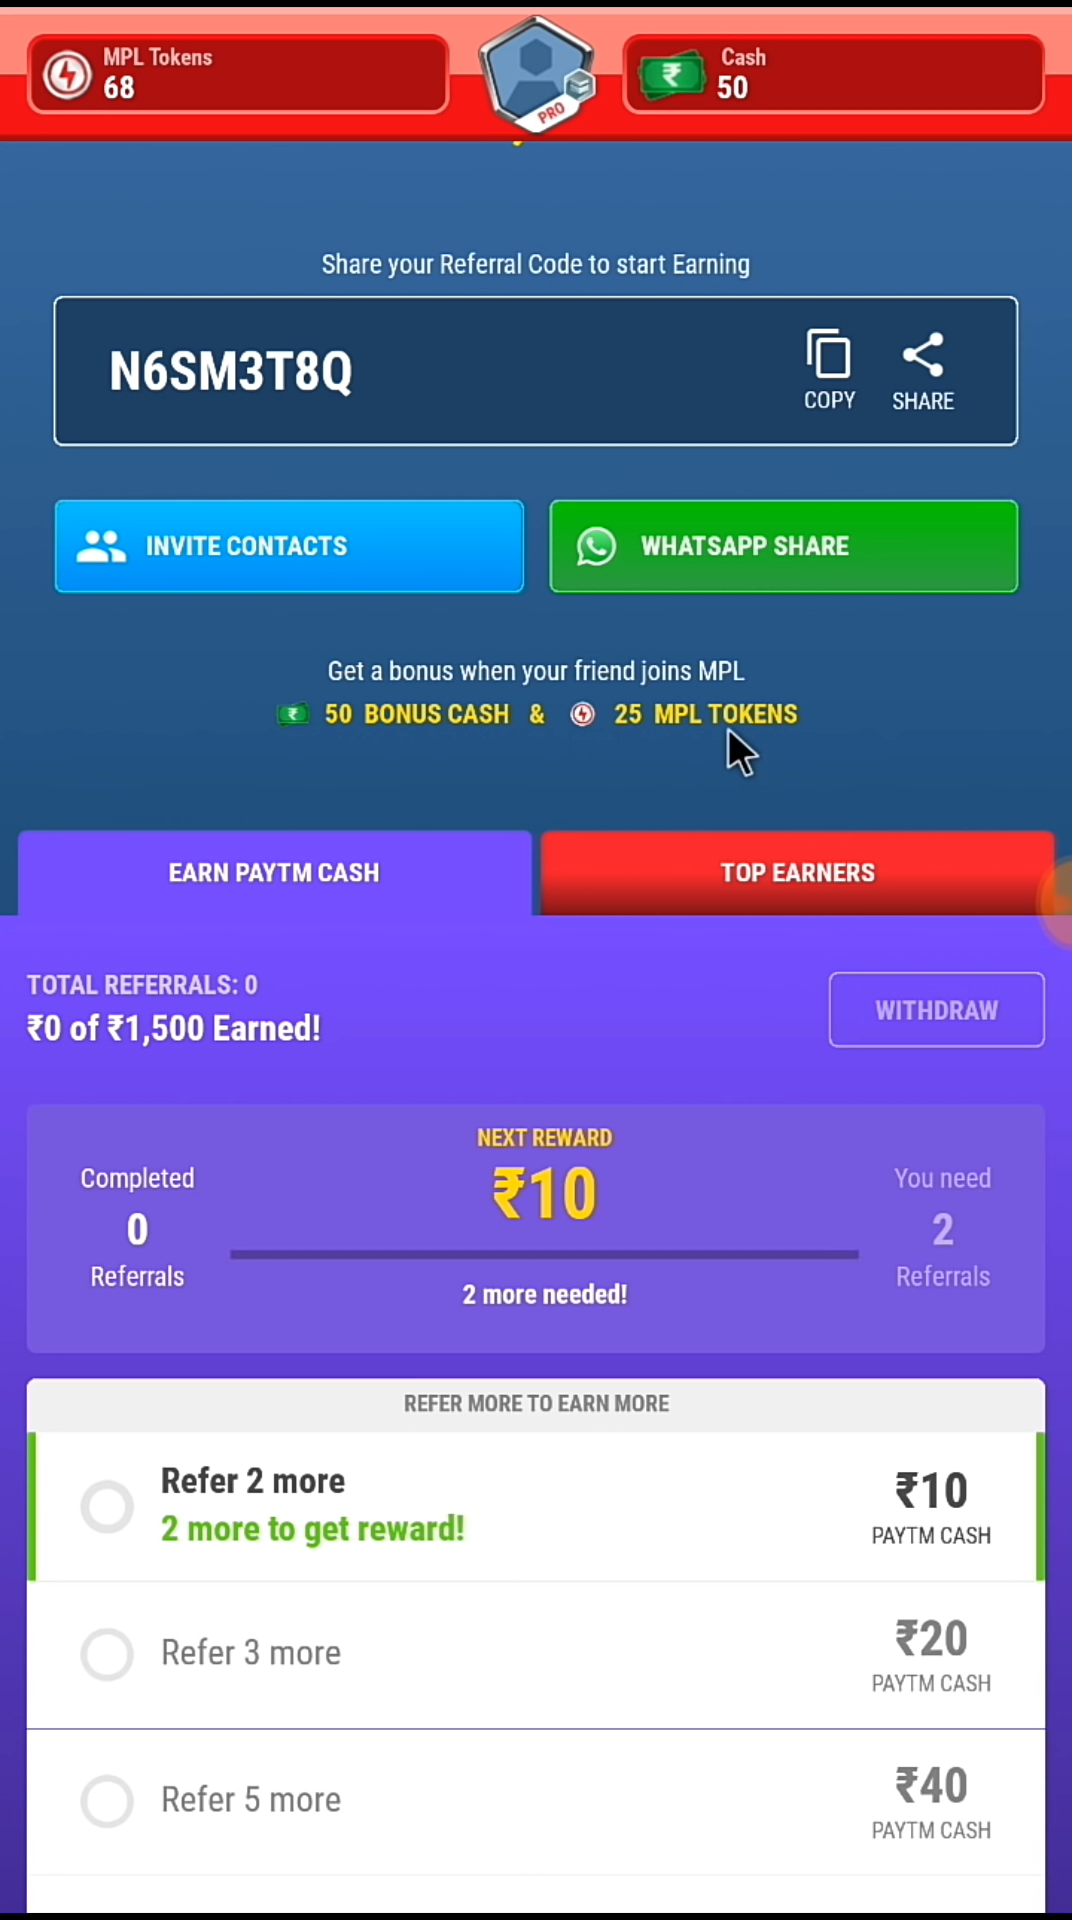 MPL Tokens
68
PRO
Cash
50
Share your Referral Code to start Earning
N6SM3T8Q
COPY
SHARE
INVITE CONTACTS
WHATSAPP SHARE
Get a bonus when your friend joins MPL
50 BONUS CASH & 25 MPL TOKENS
EARN PAYTM CASH
TOP EARNERS
TOTAL REFERRALS: 0
₹0 of ₹1,500 Earned!
WITHDRAW
NEXT REWARD
₹10
Completed
0
Referrals
2 more needed!
You need
2
Referrals
REFER MORE TO EARN MORE
Refer 2 more
2 more to get reward!
₹10
PAYTM CASH
Refer 3 more
₹20
PAYTM CASH
Refer 5 more
₹40
PAYTM CASH